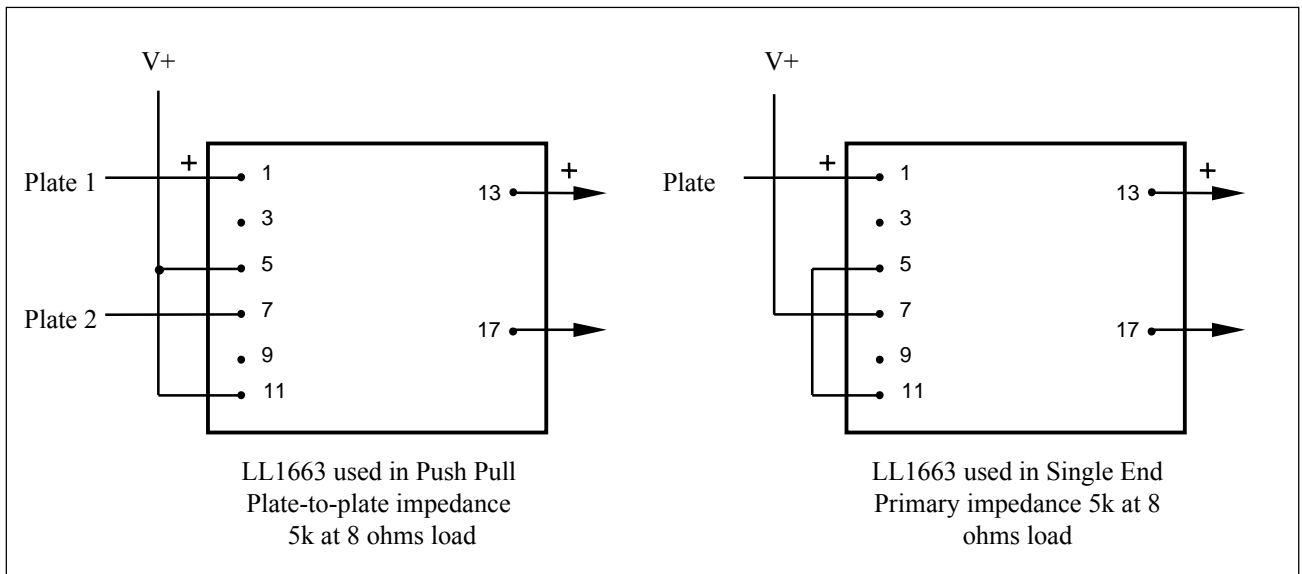 V+
Plate 1
+
1
3
5
Plate 2
7
9
11
13
+
17
LL1663 used in Push Pull
Plate-to-plate impedance
5k at 8 ohms load
V+
Plate
+
1
3
5
7
9
11
13
+
17
LL1663 used in Single End
Primary impedance 5k at 8
ohms load